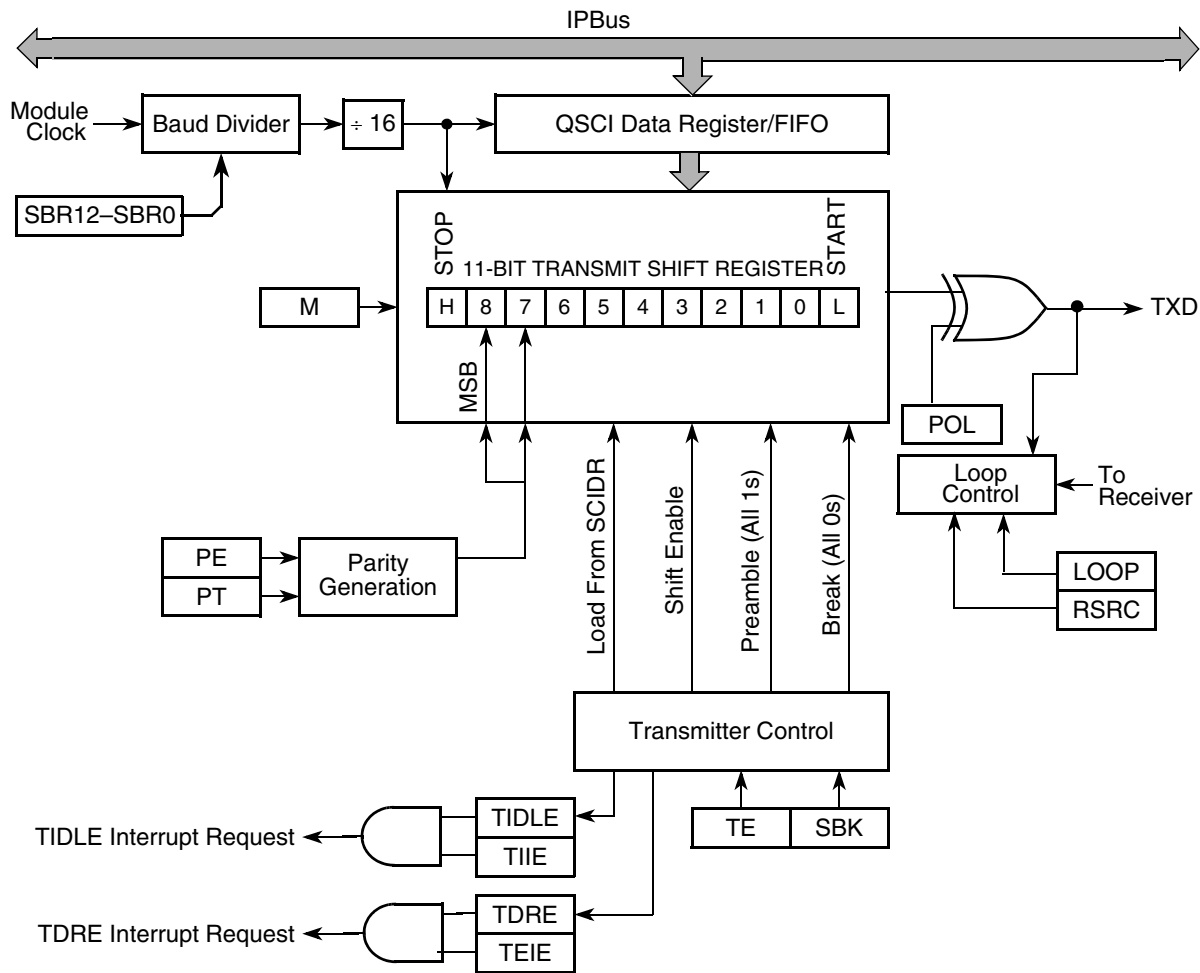 IPBus
Module
Clock
Baud Divider
÷ 16
QSCI Data Register/FIFO
SBR12–SBR0
STOP
START
11-BIT TRANSMIT SHIFT REGISTER
M
H 8 7 6 5 4 3 2 1 0 L
TXD
MSB
POL
Loop
Control
To
Receiver
LOOP
RSRC
PE
PT
Parity
Generation
Load From SCIDR
Shift Enable
Preamble (All 1s)
Break (All 0s)
Transmitter Control
TE
SBK
TIDLE Interrupt Request
TIDLE
TIIE
TDRE Interrupt Request
TDRE
TEIE